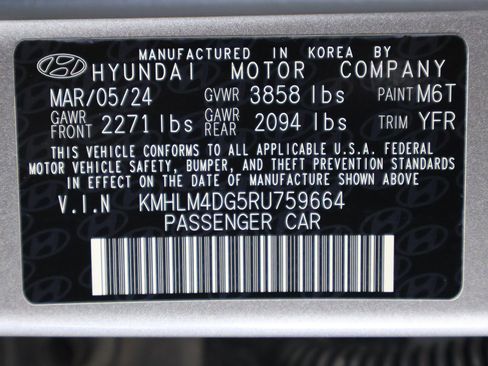 MANUFACTURED IN KOREA BY
HYUNDAI MOTOR COMPANY
MAR/05/24 GVWR 3858 lbs PAINT M6T
GAWR FRONT 2271 lbs GAWR REAR 2094 lbs TRIM YFR
THIS VEHICLE CONFORMS TO ALL APPLICABLE U.S.A. FEDERAL
MOTOR VEHICLE SAFETY, BUMPER, AND THEFT PREVENTION STANDARDS
IN EFFECT ON THE DATE OF MANUFACTURE SHOWN ABOVE.
V.I.N KMHLM4DG5RU759664
PASSENGER CAR